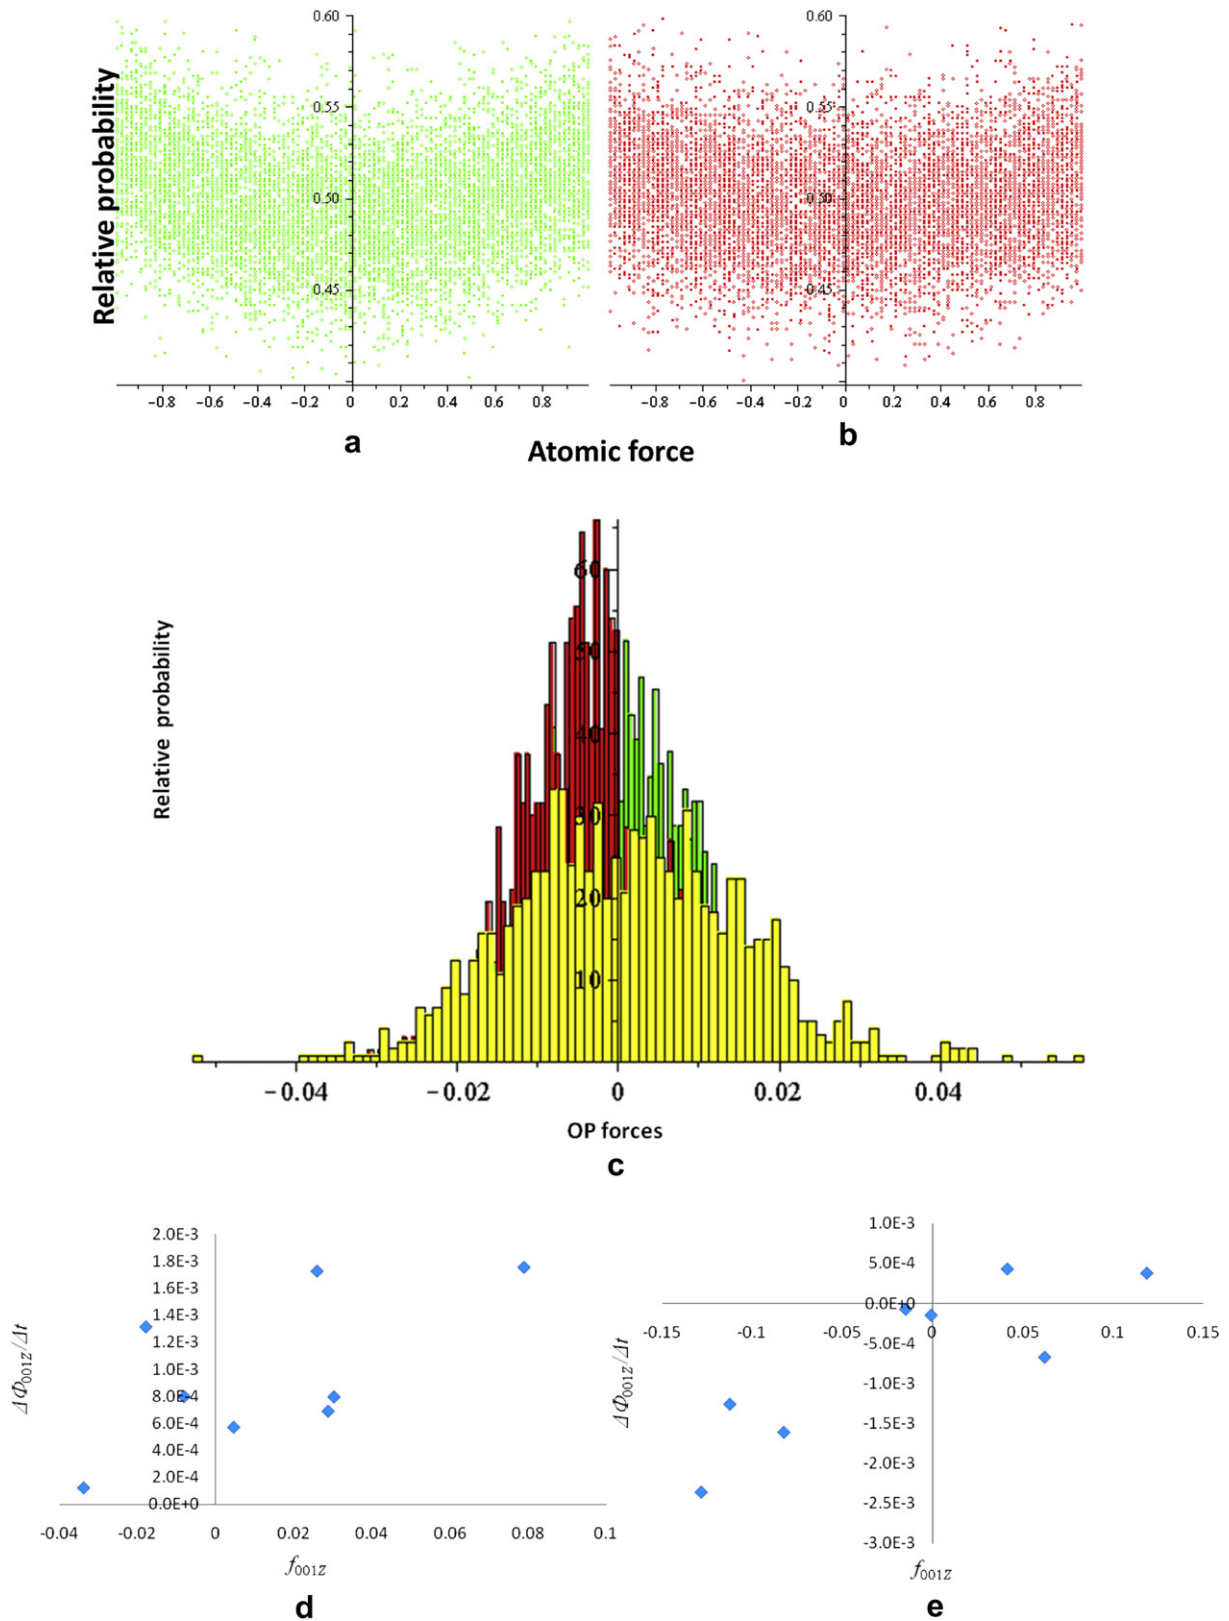 Relative probability
0.60
0.55
0.50
0.45
−0.8 −0.6 −0.4 −0.2 0 0.2 0.4 0.6 0.8
a
0.60
0.55
0.50
0.45
−0.8 −0.6 −0.4 −0.2 0 0.2 0.4 0.6 0.8
b
Atomic force
Relative probability
60
50
40
30
20
10
−0.04 −0.02 0 0.02 0.04
OP forces
c
ΔΦ001Z/Δt
2.0E-3
1.8E-3
1.6E-3
1.4E-3
1.2E-3
1.0E-3
8.0E-4
6.0E-4
4.0E-4
2.0E-4
0.0E+0
-0.04 -0.02 0 0.02 0.04 0.06 0.08 0.1
f001Z
d
ΔΦ001Z/Δt
1.0E-3
5.0E-4
0.0E+0
-5.0E-4
-1.0E-3
-1.5E-3
-2.0E-3
-2.5E-3
-3.0E-3
-0.15 -0.1 -0.05 0 0.05 0.1 0.15
f001Z
e